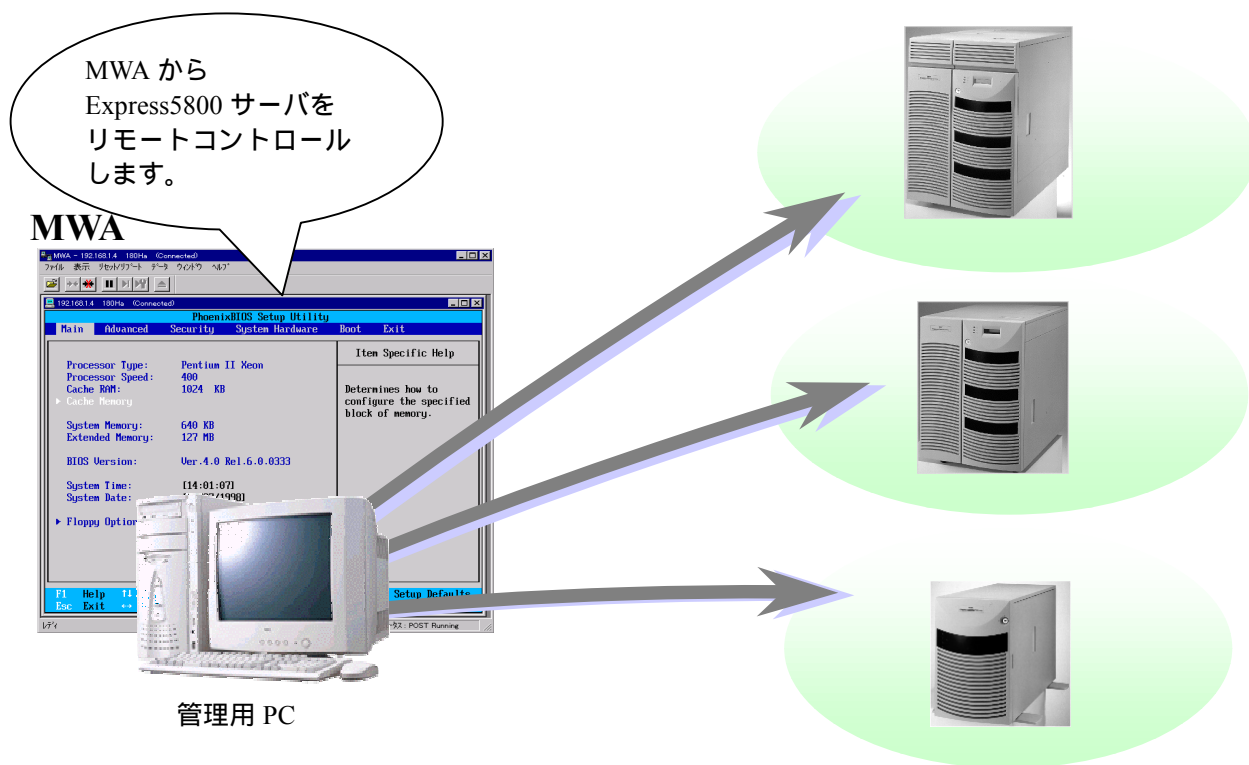 MWA から
Express5800 サーバを
リモートコントロール
します。
MWA
MWA - 192.168.1.4 180Ha (Connected)
ファイル 表示 リセット/リブート データ ウィンドウ ヘルプ
192.168.1.4 180Ha (Connected)
PhoenixBIOS Setup Utility
Main Advanced Security System Hardware Boot Exit
Item Specific Help
Processor Type: Pentium II Xeon
Processor Speed: 400
Cache RAM: 1024 KB
Determines how to
Cache Memory
configure the specified
block of memory.
System Memory: 640 KB
Extended Memory: 127 MB
BIOS Version: Ver.4.0 Rel.6.0.0333
System Time: [14:01:07]
System Date: /1998]
Floppy Option
F1 Help ↑↓ Setup Defaults
Esc Exit ↔
レディ POST Running
管理用 PC